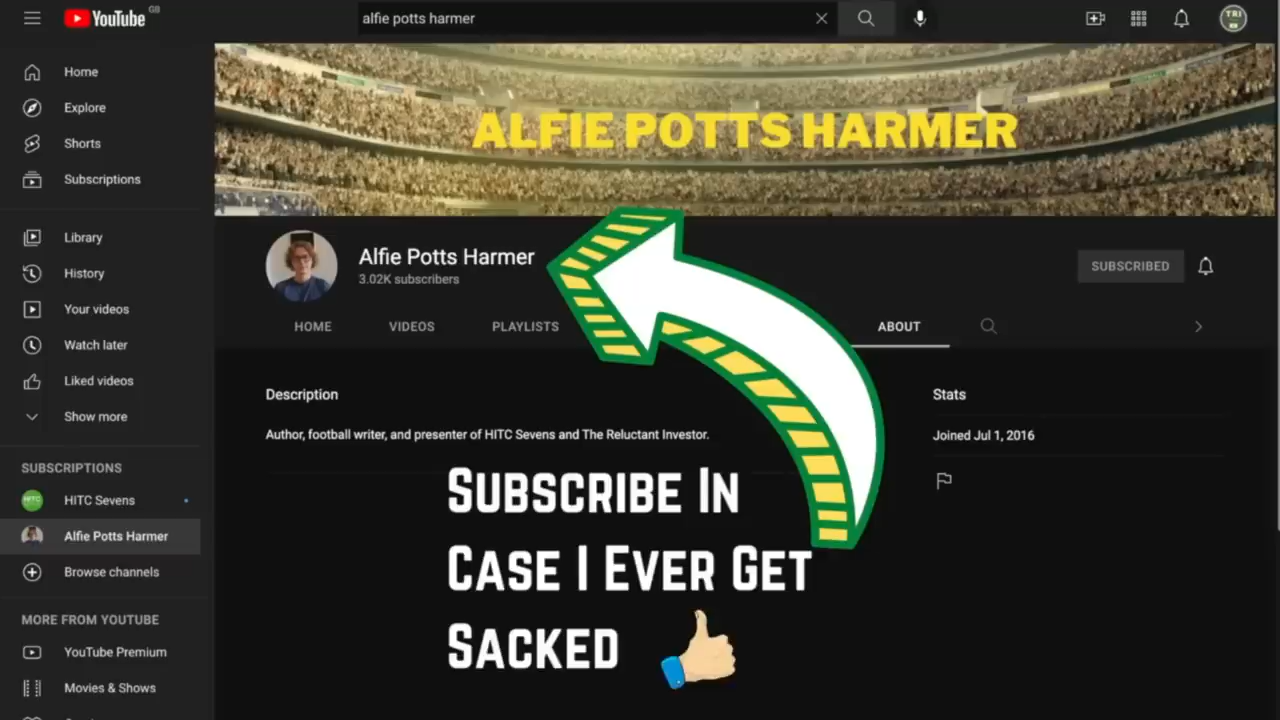 YouTube GB
alfie potts harmer
TRI
Home
Explore
Shorts
Subscriptions
Library
History
Your videos
Watch later
Liked videos
Show more
SUBSCRIPTIONS
HITC HITC Sevens
Alfie Potts Harmer
Browse channels
MORE FROM YOUTUBE
YouTube Premium
Movies & Shows
ALFIE POTTS HARMER
Alfie Potts Harmer
3.02K subscribers
SUBSCRIBED
HOME VIDEOS PLAYLISTS ABOUT
Description
Author, football writer, and presenter of HITC Sevens and The Reluctant Investor.
Stats
Joined Jul 1, 2016
SUBSCRIBE IN
CASE I EVER GET
SACKED